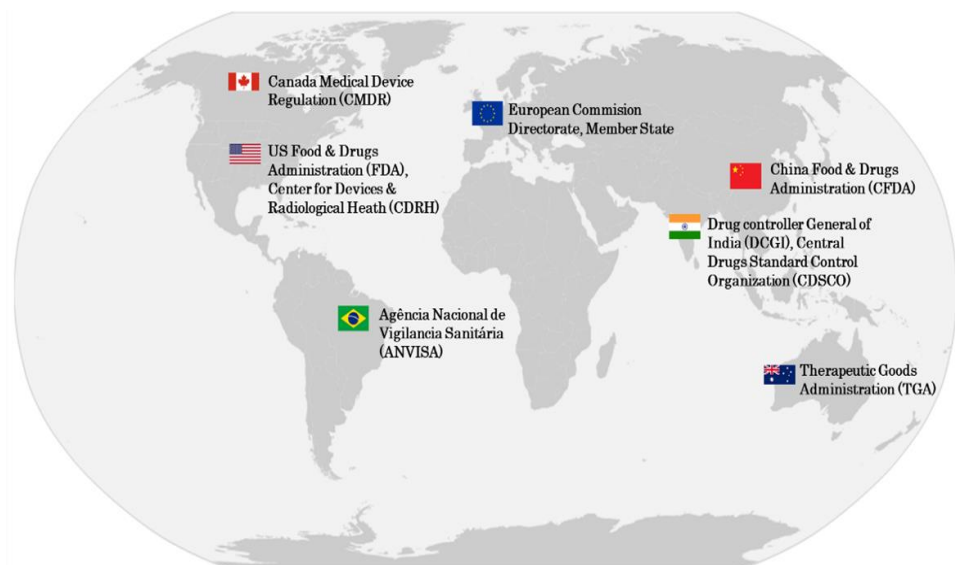 Canada Medical Device
Regulation (CMDR)
European Commision
Directorate, Member State
US Food & Drugs
Administration (FDA),
Center for Devices &
Radiological Heath (CDRH)
China Food & Drugs
Administration (CFDA)
Drug controller General of
India (DCGI), Central
Drugs Standard Control
Organization (CDSCO)
Agência Nacional de
Vigilancia Sanitária
(ANVISA)
Therapeutic Goods
Administration (TGA)